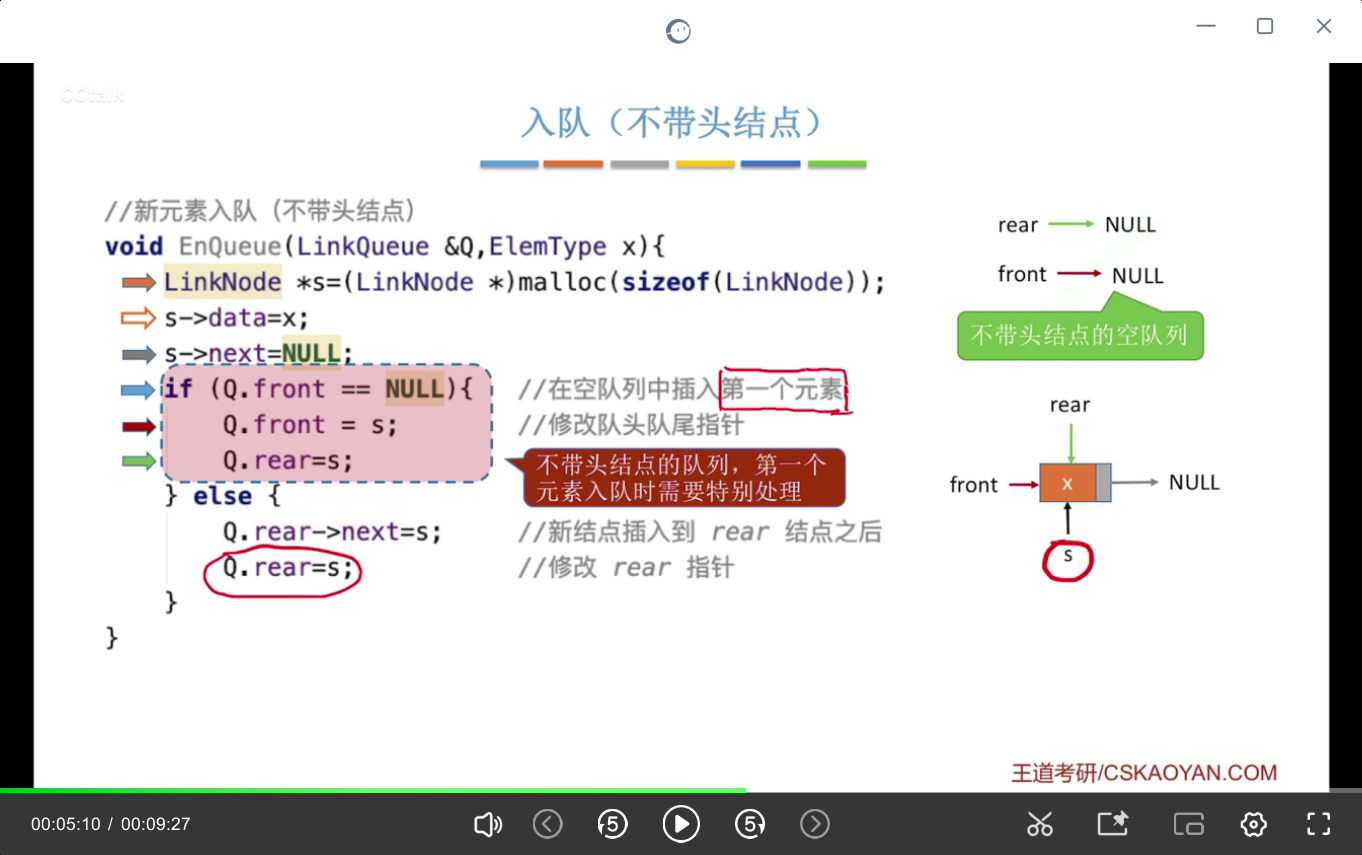 CCtalk
入队（不带头结点）
//新元素入队（不带头结点）
void EnQueue(LinkQueue &Q,ElemType x){
LinkNode *s=(LinkNode *)malloc(sizeof(LinkNode));
s->data=x;
s->next=NULL;
if (Q.front == NULL){ //在空队列中插入第一个元素
Q.front = s; //修改队头队尾指针
Q.rear=s;
不带头结点的队列，第一个
元素入队时需要特别处理
} else {
Q.rear->next=s; //新结点插入到 rear 结点之后
Q.rear=s; //修改 rear 指针
}
}
rear NULL
front NULL
不带头结点的空队列
rear
front x NULL
s
王道考研/CSKAOYAN.COM
00:05:10 / 00:09:27
5
5